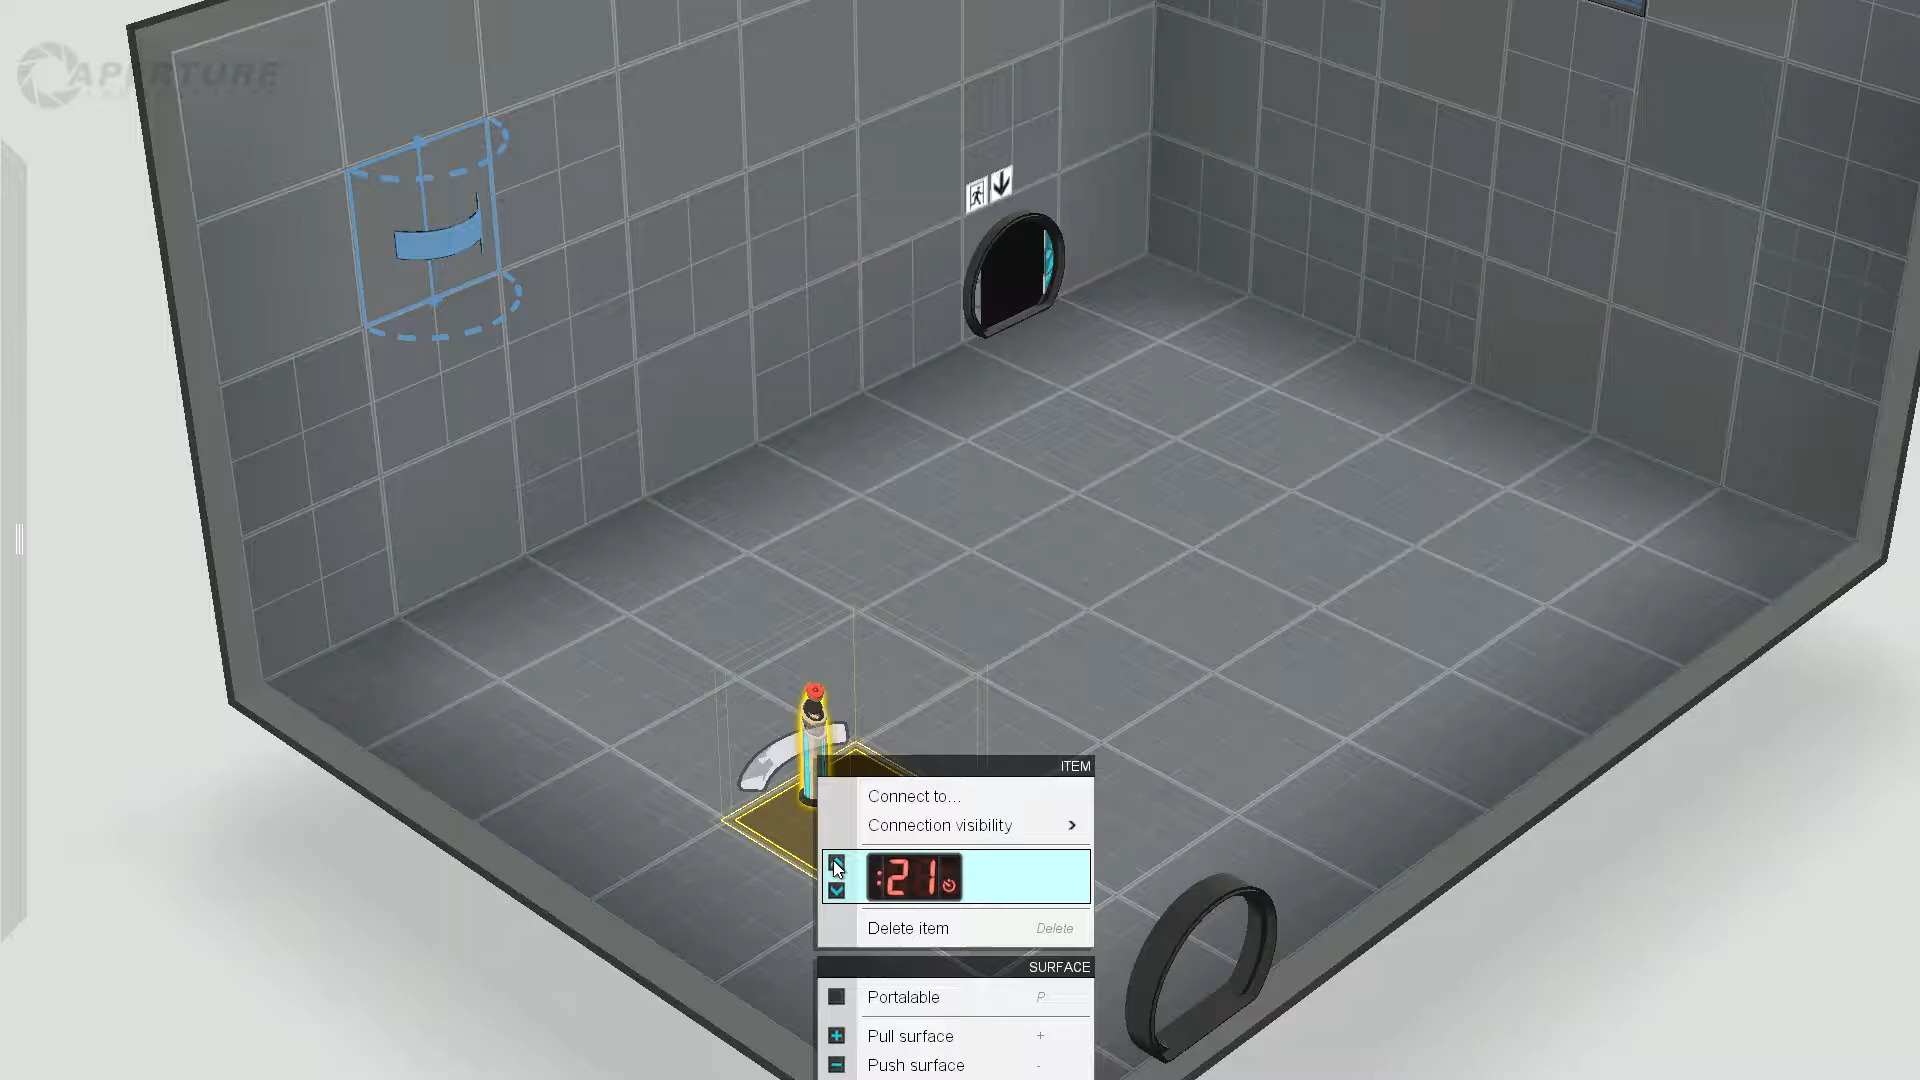 APERTURE
ITEM
Connect to...
Connection visibility
:21
Delete item Delete
SURFACE
Portalable P
Pull surface +
Push surface -